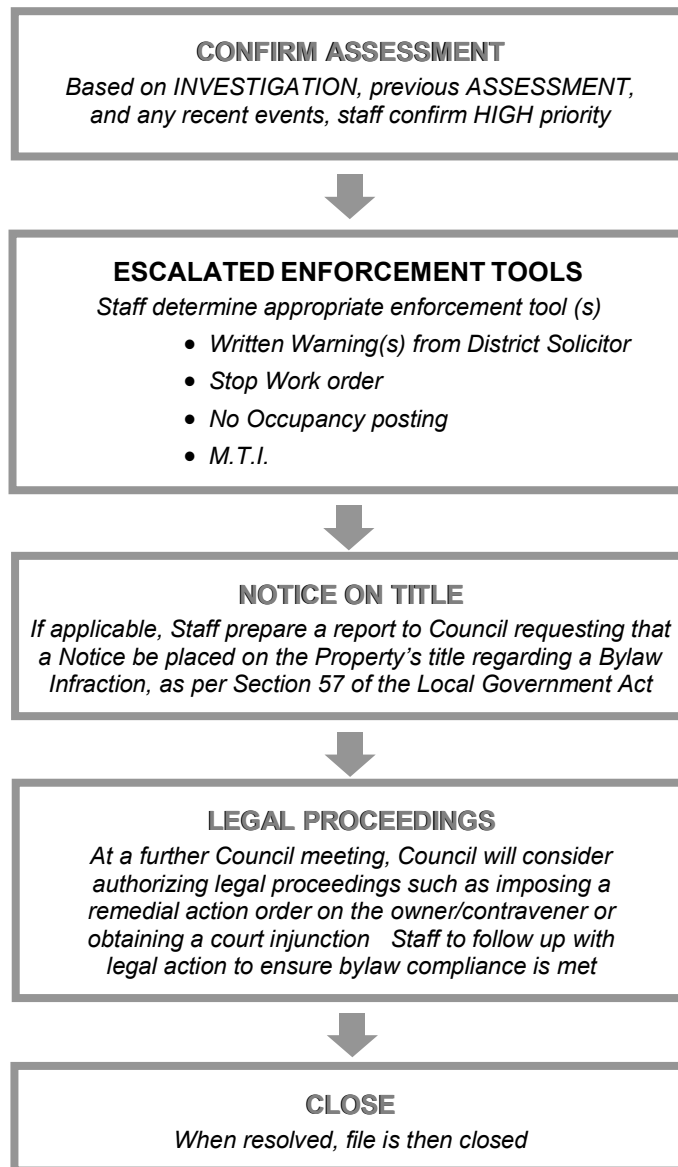 CONFIRM ASSESSMENT
Based on INVESTIGATION, previous ASSESSMENT,
and any recent events, staff confirm HIGH priority
ESCALATED ENFORCEMENT TOOLS
Staff determine appropriate enforcement tool (s)
• Written Warning(s) from District Solicitor
• Stop Work order
• No Occupancy posting
• M.T.I.
NOTICE ON TITLE
If applicable, Staff prepare a report to Council requesting that
a Notice be placed on the Property’s title regarding a Bylaw
Infraction, as per Section 57 of the Local Government Act
LEGAL PROCEEDINGS
At a further Council meeting, Council will consider
authorizing legal proceedings such as imposing a
remedial action order on the owner/contravener or
obtaining a court injunction   Staff to follow up with
legal action to ensure bylaw compliance is met
CLOSE
When resolved, file is then closed